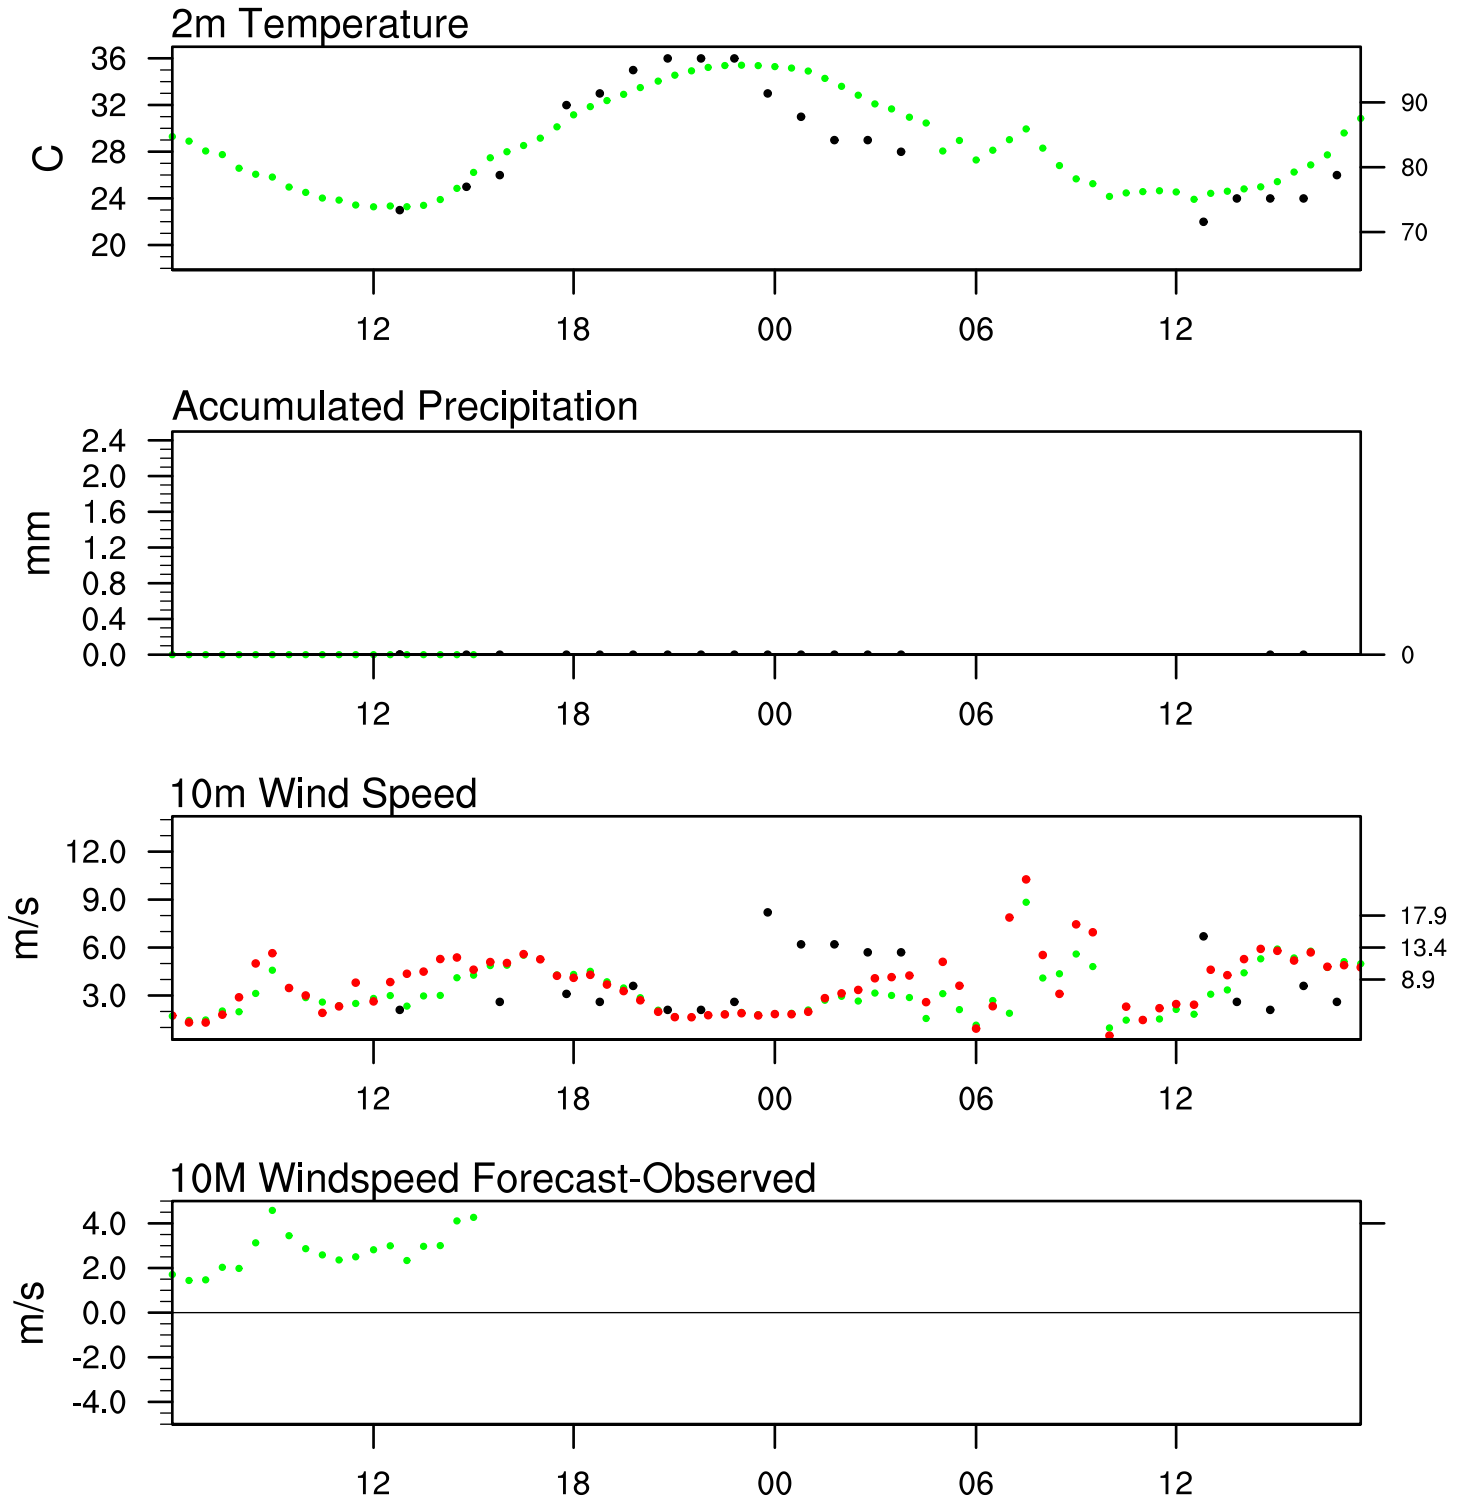 2m Temperature
36
32
28
24
20
C
90
80
70
12 18 00 06 12
Accumulated Precipitation
2.4
2.0
1.6
1.2
0.8
0.4
0.0
mm
0
12 18 00 06 12
10m Wind Speed
12.0
9.0
6.0
3.0
m/s
17.9
13.4
8.9
12 18 00 06 12
10M Windspeed Forecast-Observed
4.0
2.0
0.0
-2.0
-4.0
m/s
12 18 00 06 12